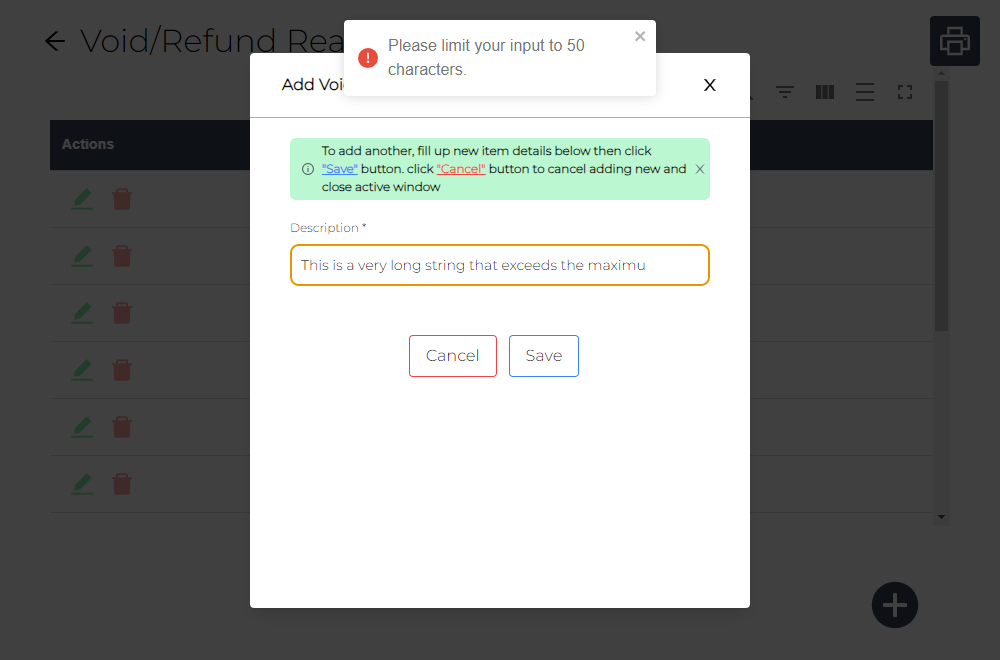 Void/Refund Rea
Please limit your input to 50
characters.
Add Voi
X
Actions
To add another, fill up new item details below then click
"Save" button. click "Cancel" button to cancel adding new and
close active window
Description *
This is a very long string that exceeds the maximu
Cancel
Save